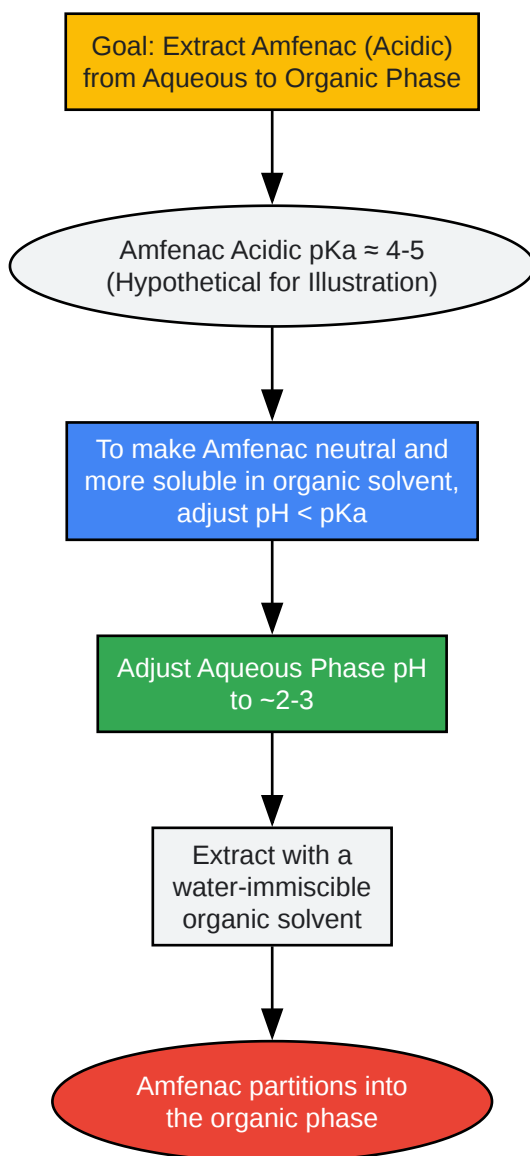 Goal: Extract Amfenac (Acidic)
from Aqueous to Organic Phase
Amfenac Acidic pKa ≈ 4-5
(Hypothetical for Illustration)
To make Amfenac neutral and
more soluble in organic solvent,
adjust pH < pKa
Adjust Aqueous Phase pH
to ~2-3
Extract with a
water-immiscible
organic solvent
Amfenac partitions into
the organic phase